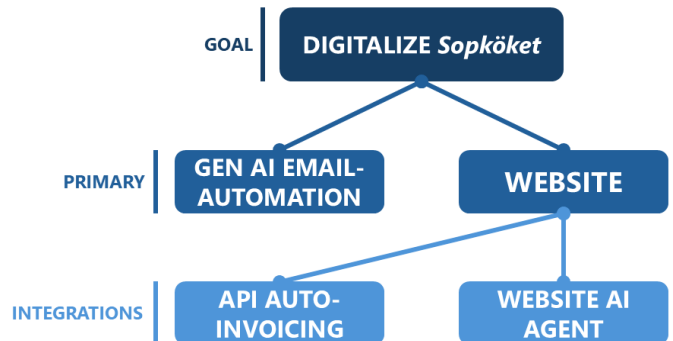 GOAL
DIGITALIZE Sopköket
PRIMARY
GEN AI EMAIL-
AUTOMATION
WEBSITE
INTEGRATIONS
API AUTO-
INVOICING
WEBSITE AI
AGENT